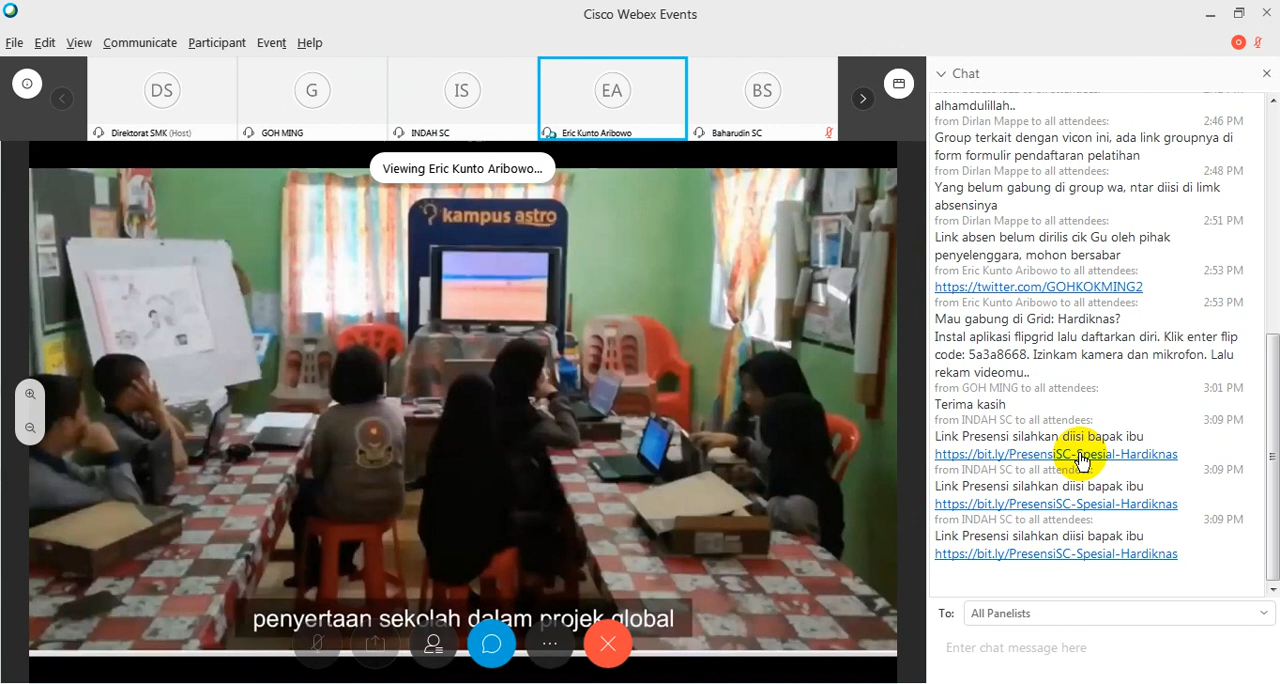 Cisco Webex Events
File Edit View Communicate Participant Event Help
DS
G
IS
EA
BS
Direktorat SMK (Host)
GOH MING
INDAH SC
Eric Kunto Aribowo
Baharudin SC
Viewing Eric Kunto Aribowo...
kampus astro
penyertaan sekolah dalam projek global
Chat
alhamdulillah..
from Dirlan Mappe to all attendees: 2:46 PM
Group terkait dengan vicon ini, ada link groupnya di
form formulir pendaftaran pelatihan
from Dirlan Mappe to all attendees: 2:48 PM
Yang belum gabung di group wa, ntar diisi di limk
absensinya
from Dirlan Mappe to all attendees: 2:51 PM
Link absen belum dirilis cik Gu oleh pihak
penyelenggara, mohon bersabar
from Eric Kunto Aribowo to all attendees: 2:53 PM
https://twitter.com/GOHKOKMING2
from Eric Kunto Aribowo to all attendees: 2:53 PM
Mau gabung di Grid: Hardiknas?
Instal aplikasi flipgrid lalu daftarkan diri. Klik enter flip
code: 5a3a8668. Izinkam kamera dan mikrofon. Lalu
rekam videomu..
from GOH MING to all attendees: 3:01 PM
Terima kasih
from INDAH SC to all attendees: 3:09 PM
Link Presensi silahkan diisi bapak ibu
https://bit.ly/PresensiSC-Spesial-Hardiknas
from INDAH SC to all attendees: 3:09 PM
Link Presensi silahkan diisi bapak ibu
https://bit.ly/PresensiSC-Spesial-Hardiknas
from INDAH SC to all attendees: 3:09 PM
Link Presensi silahkan diisi bapak ibu
https://bit.ly/PresensiSC-Spesial-Hardiknas
To: All Panelists
Enter chat message here